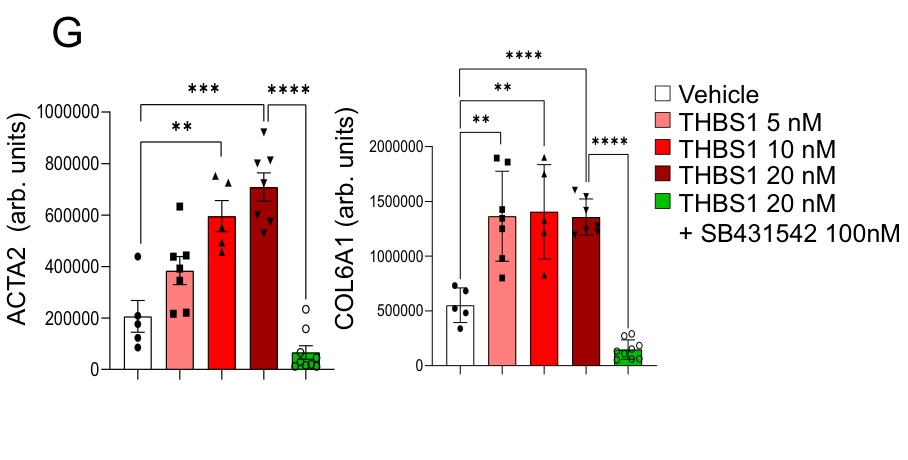 G
ACTA2 (arb. units)
1000000
800000
600000
400000
200000
0
***
****
**
COL6A1 (arb. units)
2000000
1500000
1000000
500000
0
****
**
**
****
Vehicle
THBS1 5 nM
THBS1 10 nM
THBS1 20 nM
THBS1 20 nM
+ SB431542 100nM